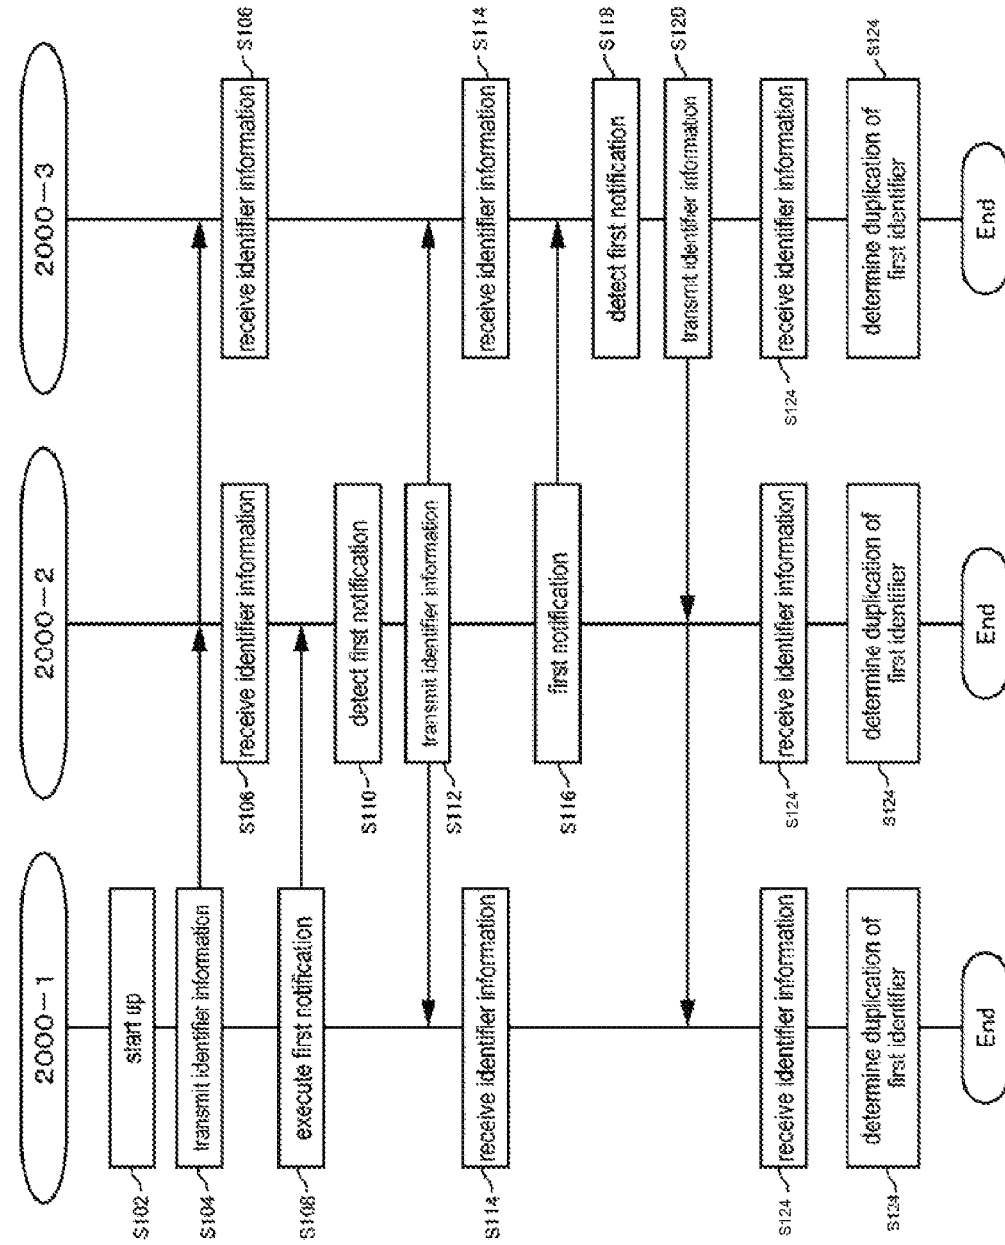 2000-1
2000-2
2000-3
start up
S102
transmit identifier information
S104
receive identifier information
S106
receive identifier information
S106
execute first notification
S108
detect first notification
S110
transmit identifier information
S112
receive identifier information
S114
receive identifier information
S114
first notification
S116
detect first notification
S118
transmit identifier information
S120
receive identifier information
S124
receive identifier information
S124
receive identifier information
S124
determine duplication of
first identifier
S124
determine duplication of
first identifier
S124
determine duplication of
first identifier
S124
End
End
End